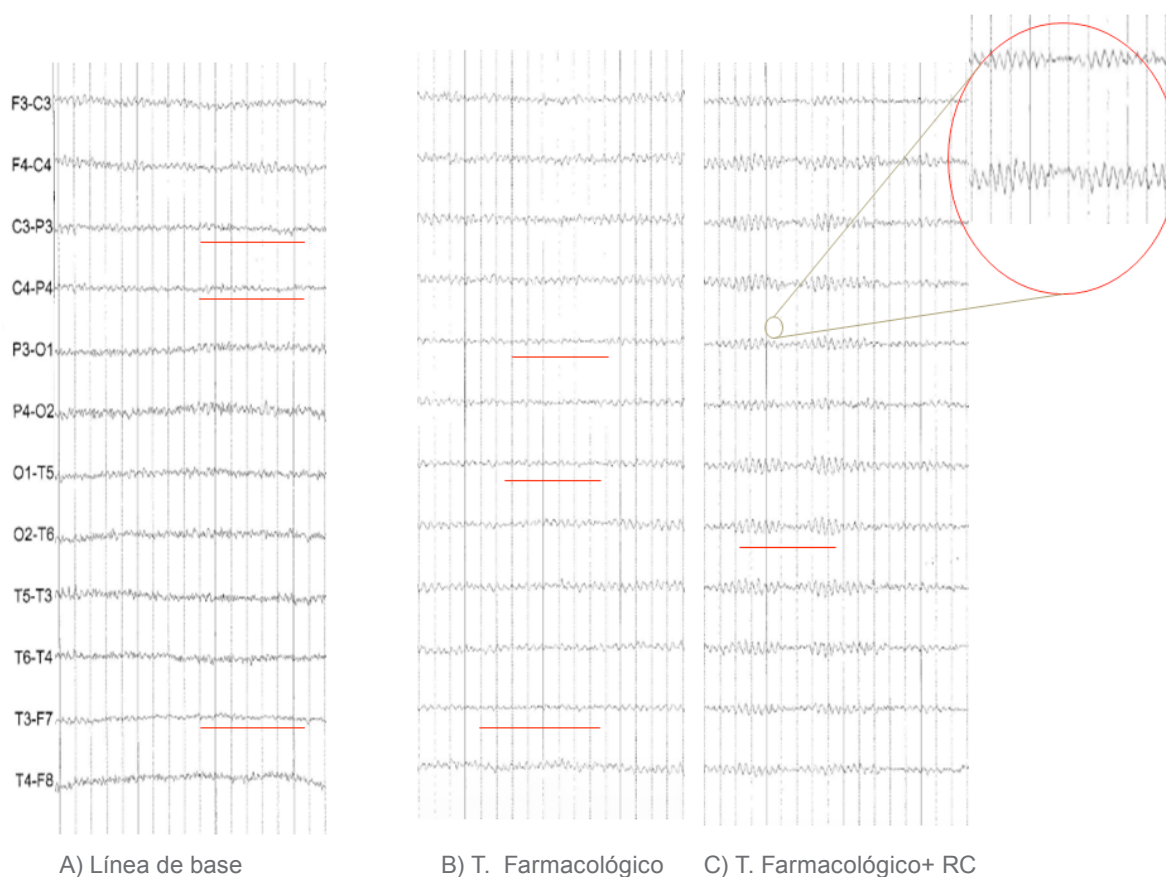 F3-C3
F4-C4
C3-P3
C4-P4
P3-O1
P4-O2
O1-T5
O2-T6
T5-T3
T6-T4
T3-F7
T4-F8
A) Línea de base
B) T. Farmacológico
C) T. Farmacológico+ RC